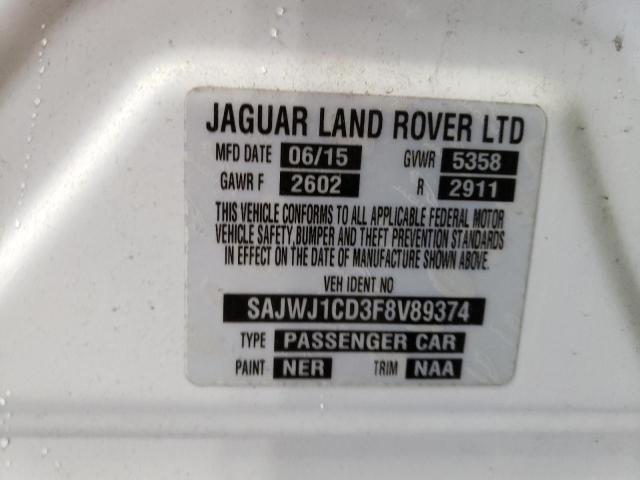 JAGUAR LAND ROVER LTD
MFD DATE 06/15 GVWR 5358
GAWR F 2602 R 2911
THIS VEHICLE CONFORMS TO ALL APPLICABLE FEDERAL MOTOR
VEHICLE SAFETY,BUMPER AND THEFT PREVENTION STANDARDS
IN EFFECT ON THE DATE OF MANUFACTURE SHOWN ABOVE.
VEH IDENT NO
SAJWJ1CD3F8V89374
TYPE PASSENGER CAR
PAINT NER TRIM NAA